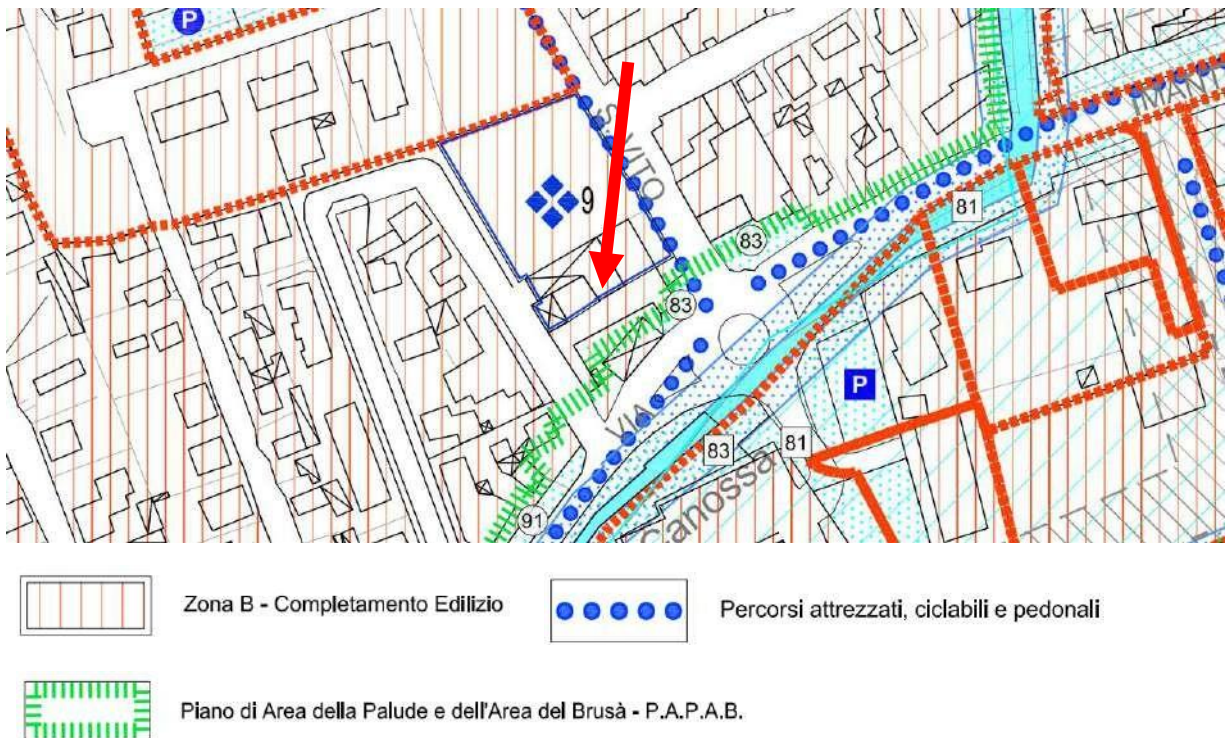 P
S. VITO
IMAN
9
81
83
83
P
VIA
83
81
Canossa
91
Zona B - Completamento Edilizio
Percorsi attrezzati, ciclabili e pedonali
Piano di Area della Palude e dell'Area del Brusà - P.A.P.A.B.